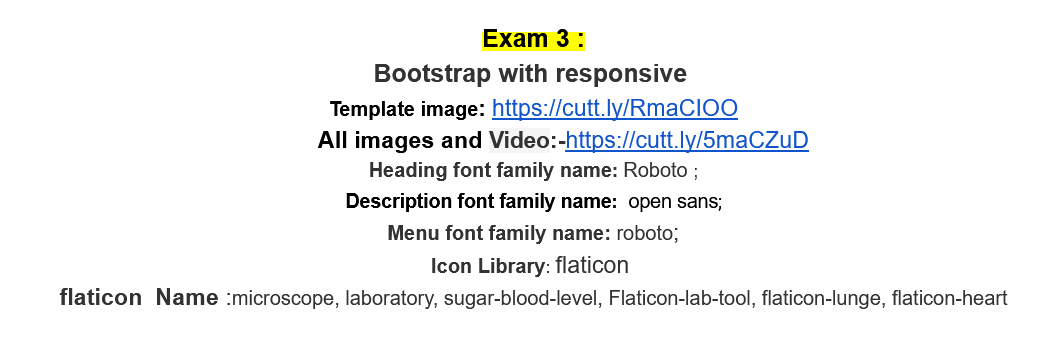 Exam 3 :
Bootstrap with responsive
Template image: https://cutt.ly/RmaCIOO
All images and Video:-https://cutt.ly/5maCZuD
Heading font family name: Roboto ;
Description font family name:  open sans;
Menu font family name: roboto;
Icon Library: flaticon
flaticon  Name :microscope, laboratory, sugar-blood-level, Flaticon-lab-tool, flaticon-lunge, flaticon-heart